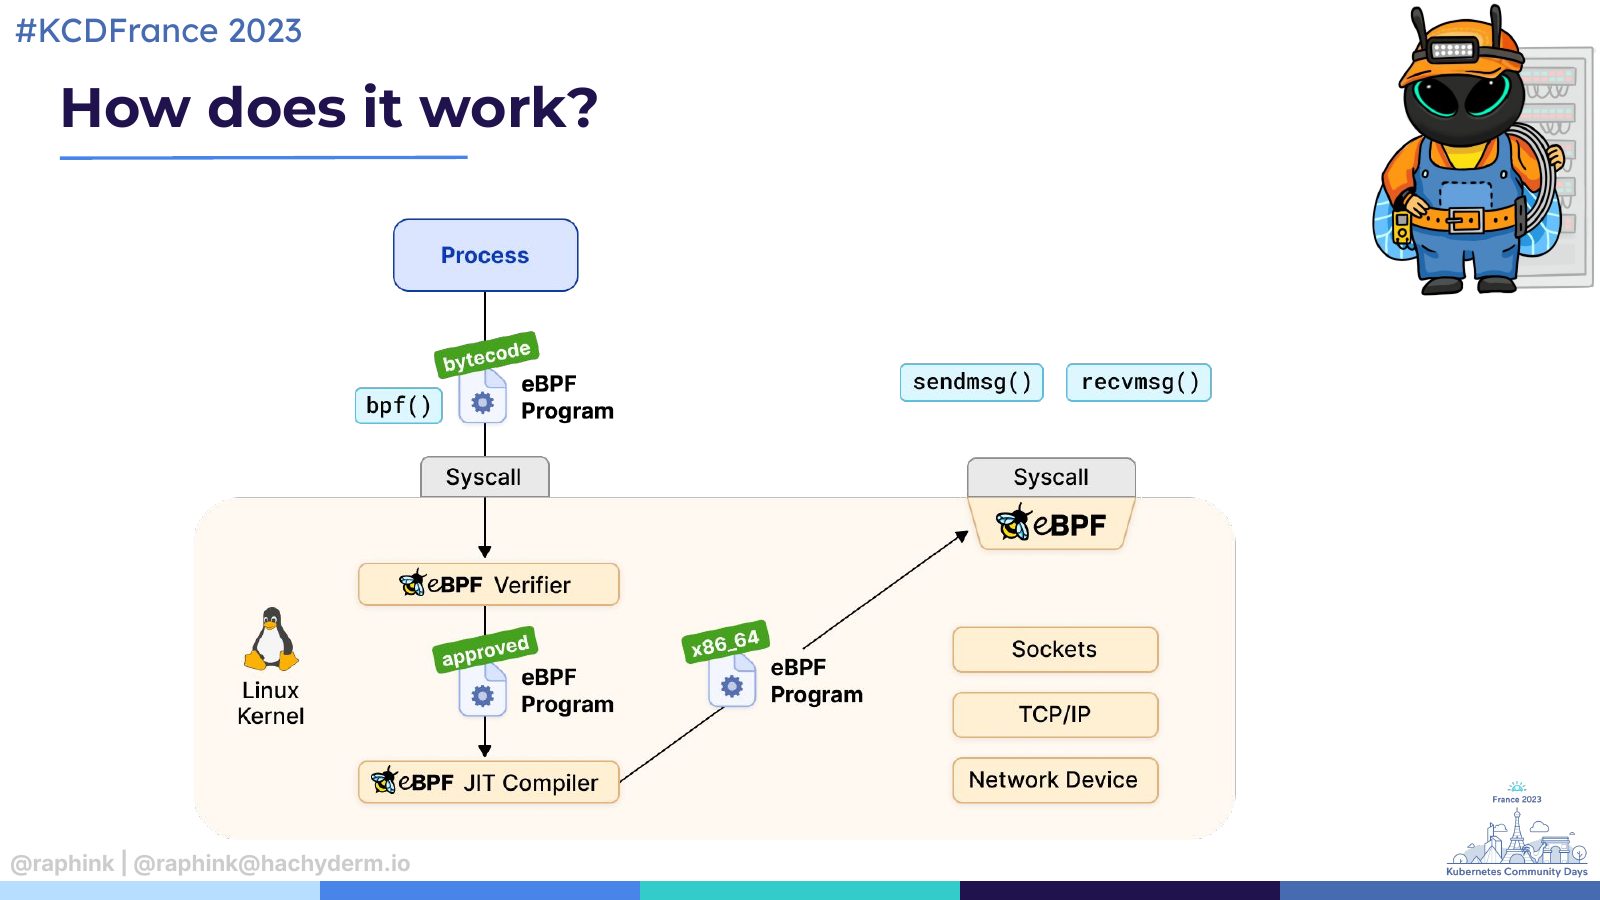 #KCDFrance 2023
How does it work?
Process
bytecode
eBPF
Program
bpf()
sendmsg()
recvmsg()
Syscall
Syscall
eBPF
eBPF Verifier
approved
eBPF
Program
x86_64
eBPF
Program
Linux
Kernel
Sockets
TCP/IP
Network Device
eBPF JIT Compiler
France 2023
Kubernetes Community Days
@raphink | @raphink@hachyderm.io